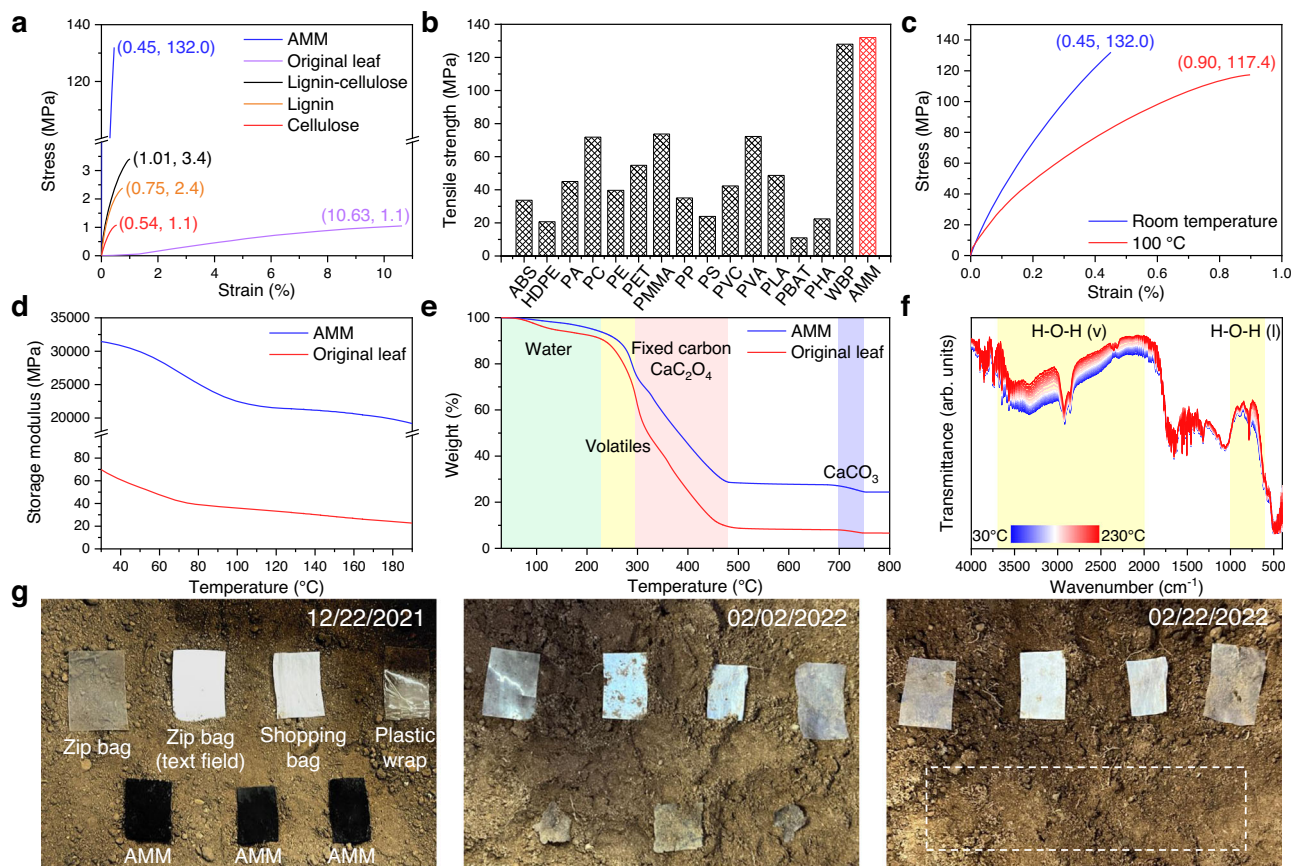 a
Stress (MPa)
140
120
3
2
1
0
0
2
4
6
8
10
Strain (%)
(0.45, 132.0)
AMM
Original leaf
Lignin-cellulose
Lignin
Cellulose
(1.01, 3.4)
(0.75, 2.4)
(0.54, 1.1)
(10.63, 1.1)
b
Tensile strength (MPa)
140
120
100
80
60
40
20
0
ABS
HDPE
PA
PC
PE
PET
PMMA
PP
PS
PVC
PVA
PLA
PBAT
PHA
WBP
AMM
c
Stress (MPa)
140
120
100
80
60
40
20
0
0.0
0.2
0.4
0.6
0.8
1.0
Strain (%)
(0.45, 132.0)
(0.90, 117.4)
Room temperature
100 °C
d
Storage modulus (MPa)
35000
30000
25000
20000
80
60
40
20
0
40
60
80
100
120
140
160
180
Temperature (°C)
AMM
Original leaf
e
Weight (%)
100
80
60
40
20
0
100
200
300
400
500
600
700
800
Temperature (°C)
AMM
Original leaf
Water
Volatiles
Fixed carbon
CaC₂O₄
CaCO₃
f
Transmittance (arb. units)
H-O-H (v)
H-O-H (l)
30°C
230°C
4000
3500
3000
2500
2000
1500
1000
500
Wavenumber (cm⁻¹)
g
12/22/2021
Zip bag
Zip bag
(text field)
Shopping
bag
Plastic
wrap
AMM
AMM
AMM
02/02/2022
02/22/2022